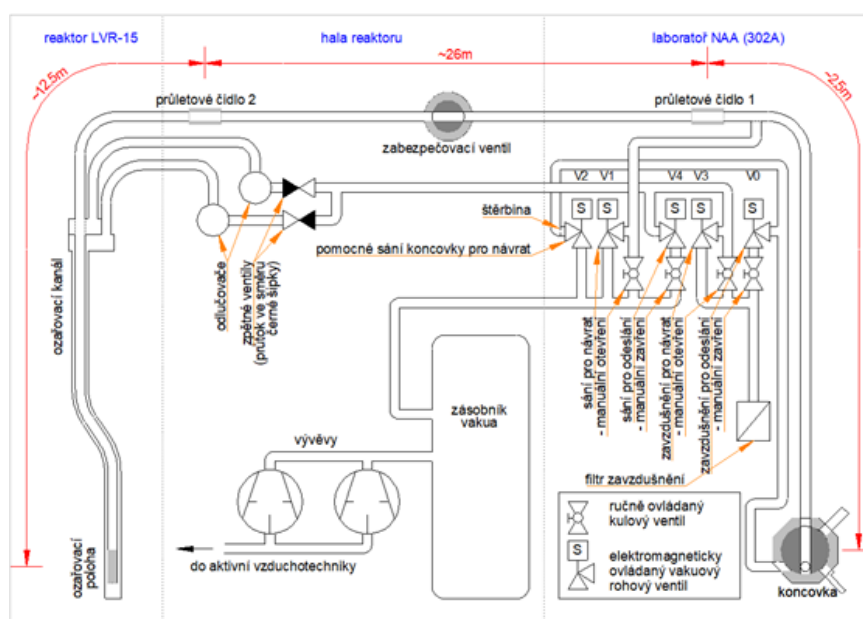 reaktor LVR-15
hala reaktoru
laboratoř NAA (302A)
~12.5m
~26m
~2.5m
průletové čidlo 2
průletové čidlo 1
zabezpečovací ventil
V2
V1
V4
V3
V0
S
S
S
S
S
štěrbina
pomocné sání koncovky pro návrat
ozařovací kanál
odlučovače
zpětné ventily
(průtok ve směru
černé šipky)
sání pro návrat
- manuální otevření
sání pro odeslání
- manuální zavření
zavzdušnění pro návrat
- manuální otevření
zavzdušnění pro odeslání
- manuální zavření
zásobník
vakua
vývěvy
filtr zavzdušnění
ručně ovládaný
kulový ventil
S
elektromagneticky
ovládaný vakuový
rohový ventil
ozařovací
poloha
do aktivní vzduchotechniky
koncovka